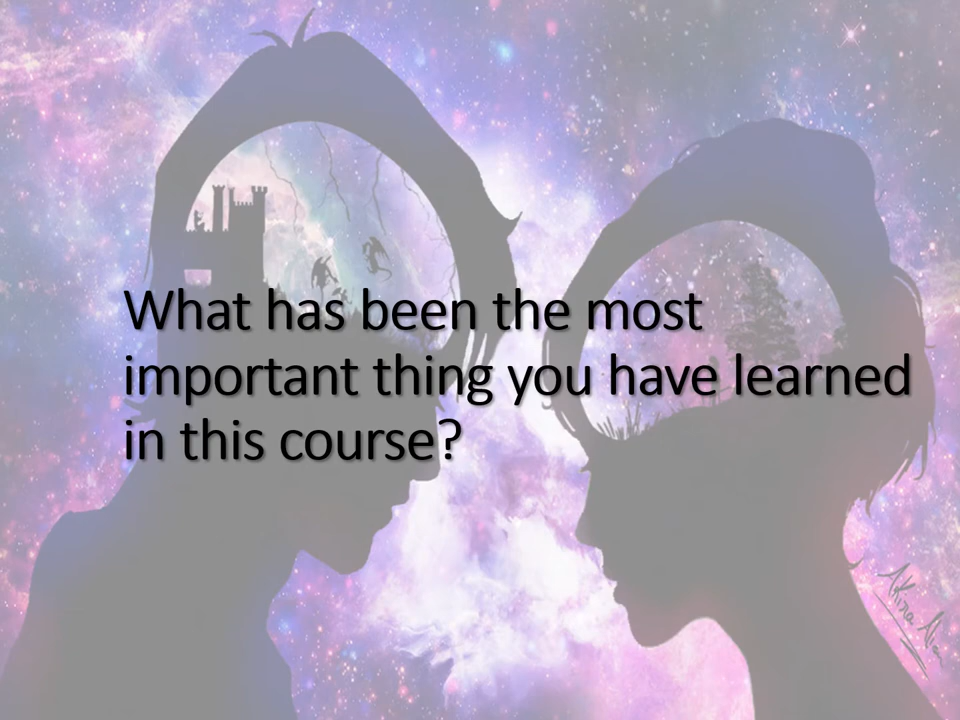 What has been the most
important thing you have learned
in this course?